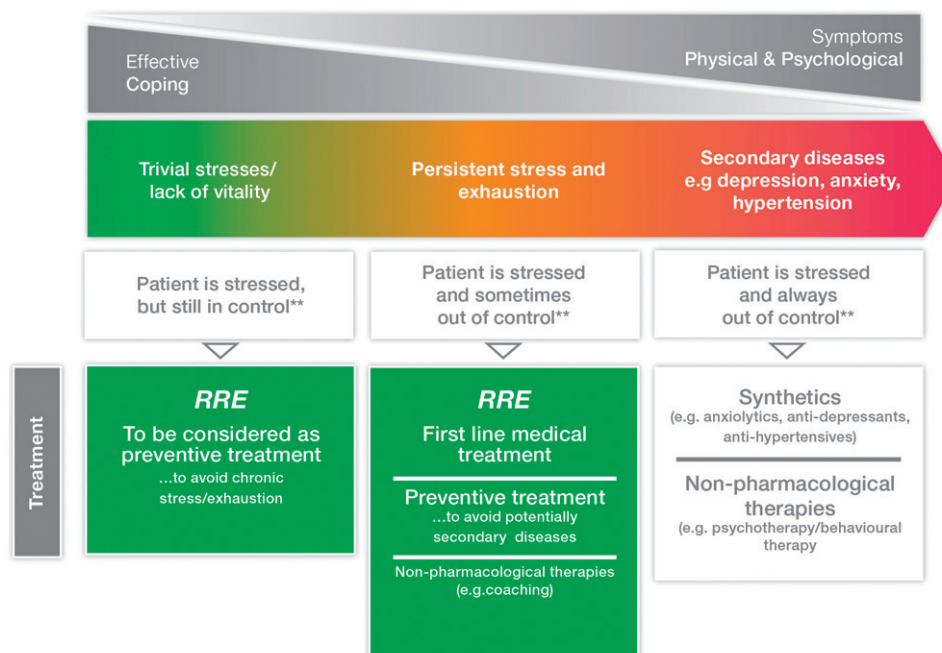 Effective
Coping
Symptoms
Physical & Psychological
Trivial stresses/
lack of vitality
Persistent stress and
exhaustion
Secondary diseases
e.g depression, anxiety,
hypertension
Patient is stressed,
but still in control**
Patient is stressed
and sometimes
out of control**
Patient is stressed
and always
out of control**
Treatment
RRE
To be considered as
preventive treatment
...to avoid chronic
stress/exhaustion
RRE
First line medical
treatment
Preventive treatment
...to avoid potentially
secondary diseases
Non-pharmacological therapies
(e.g.coaching)
Synthetics
(e.g. anxiolytics, anti-depressants,
anti-hypertensives)
Non-pharmacological
therapies
(e.g. psychotherapy/behavioural
therapy